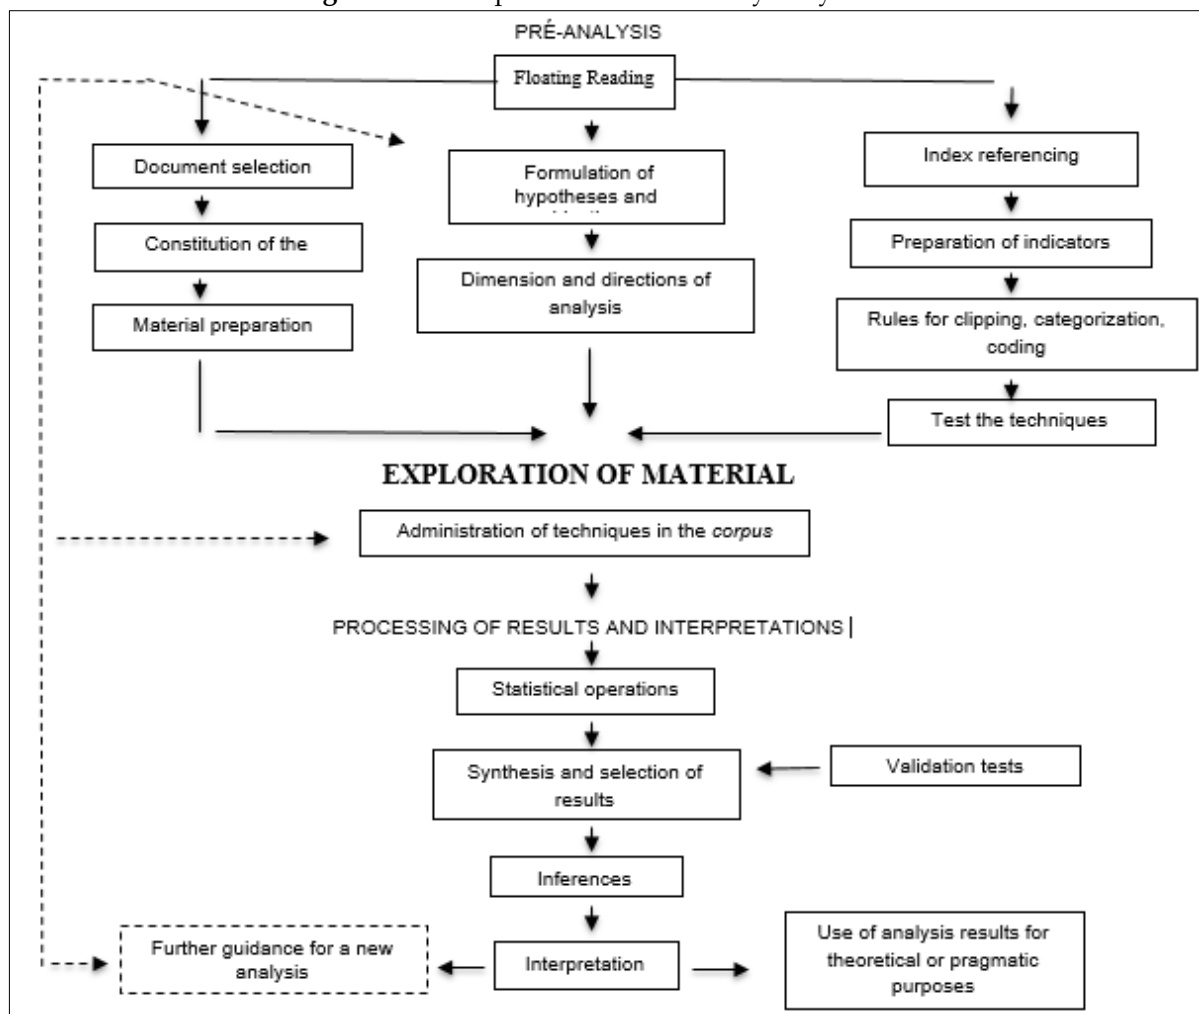 PRÉ-ANALYSIS
Floating Reading
Document selection
Formulation of
hypotheses and
Index referencing
Constitution of the
Preparation of indicators
Dimension and directions of
analysis
Material preparation
Rules for clipping, categorization,
coding
Test the techniques
EXPLORATION OF MATERIAL
Administration of techniques in the corpus
PROCESSING OF RESULTS AND INTERPRETATIONS
Statistical operations
Synthesis and selection of
results
Validation tests
Inferences
Further guidance for a new
analysis
Interpretation
Use of analysis results for
theoretical or pragmatic
purposes